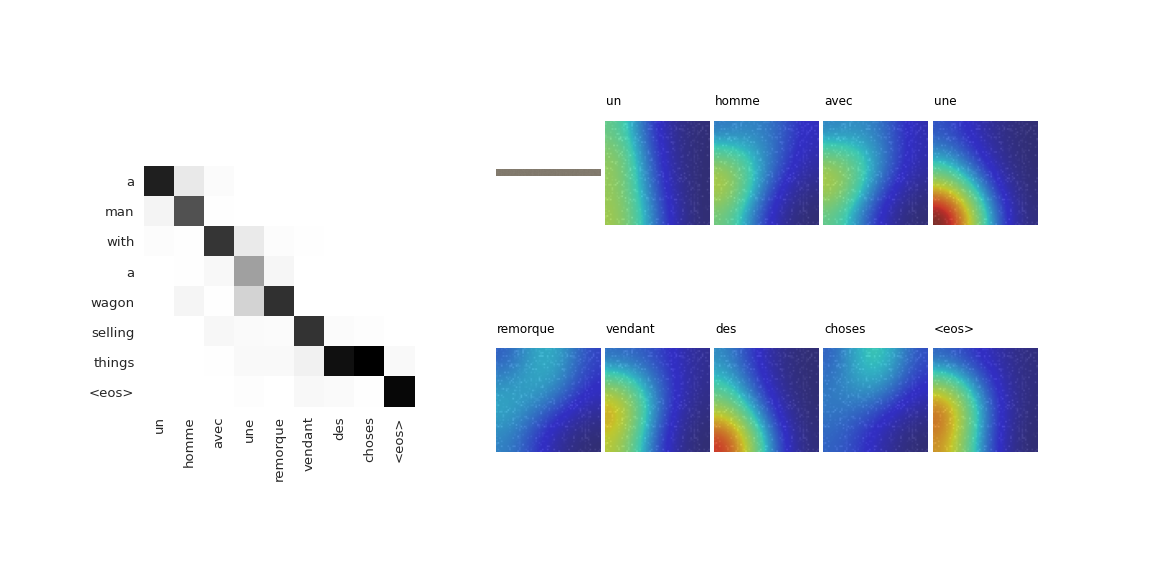 un homme avec une
a
man
with
a
wagon
selling
things
<eos>
un homme avec une remorque vendant des choses <eos>
remorque vendant des choses <eos>